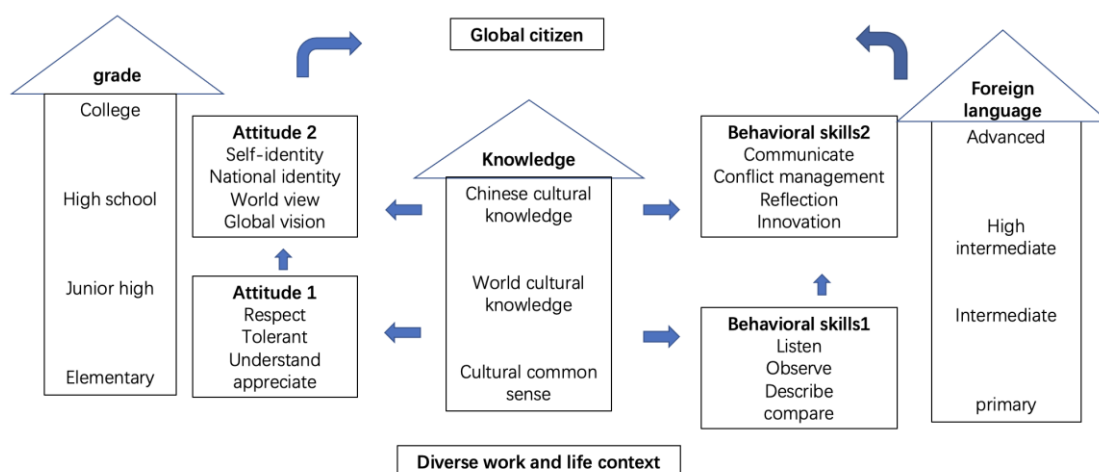 Global citizen
grade
College
High school
Junior high
Elementary
Attitude 2
Self-identity
National identity
World view
Global vision
Attitude 1
Respect
Tolerant
Understand
appreciate
Knowledge
Chinese cultural
knowledge
World cultural
knowledge
Cultural common
sense
Behavioral skills2
Communicate
Conflict management
Reflection
Innovation
Behavioral skills1
Listen
Observe
Describe
compare
Foreign
language
Advanced
High
intermediate
Intermediate
primary
Diverse work and life context